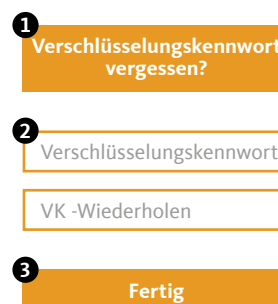 1
Verschlüsselungskennwort
vergessen?
2
Verschlüsselungskennwort
VK -Wiederholen
3
Fertig